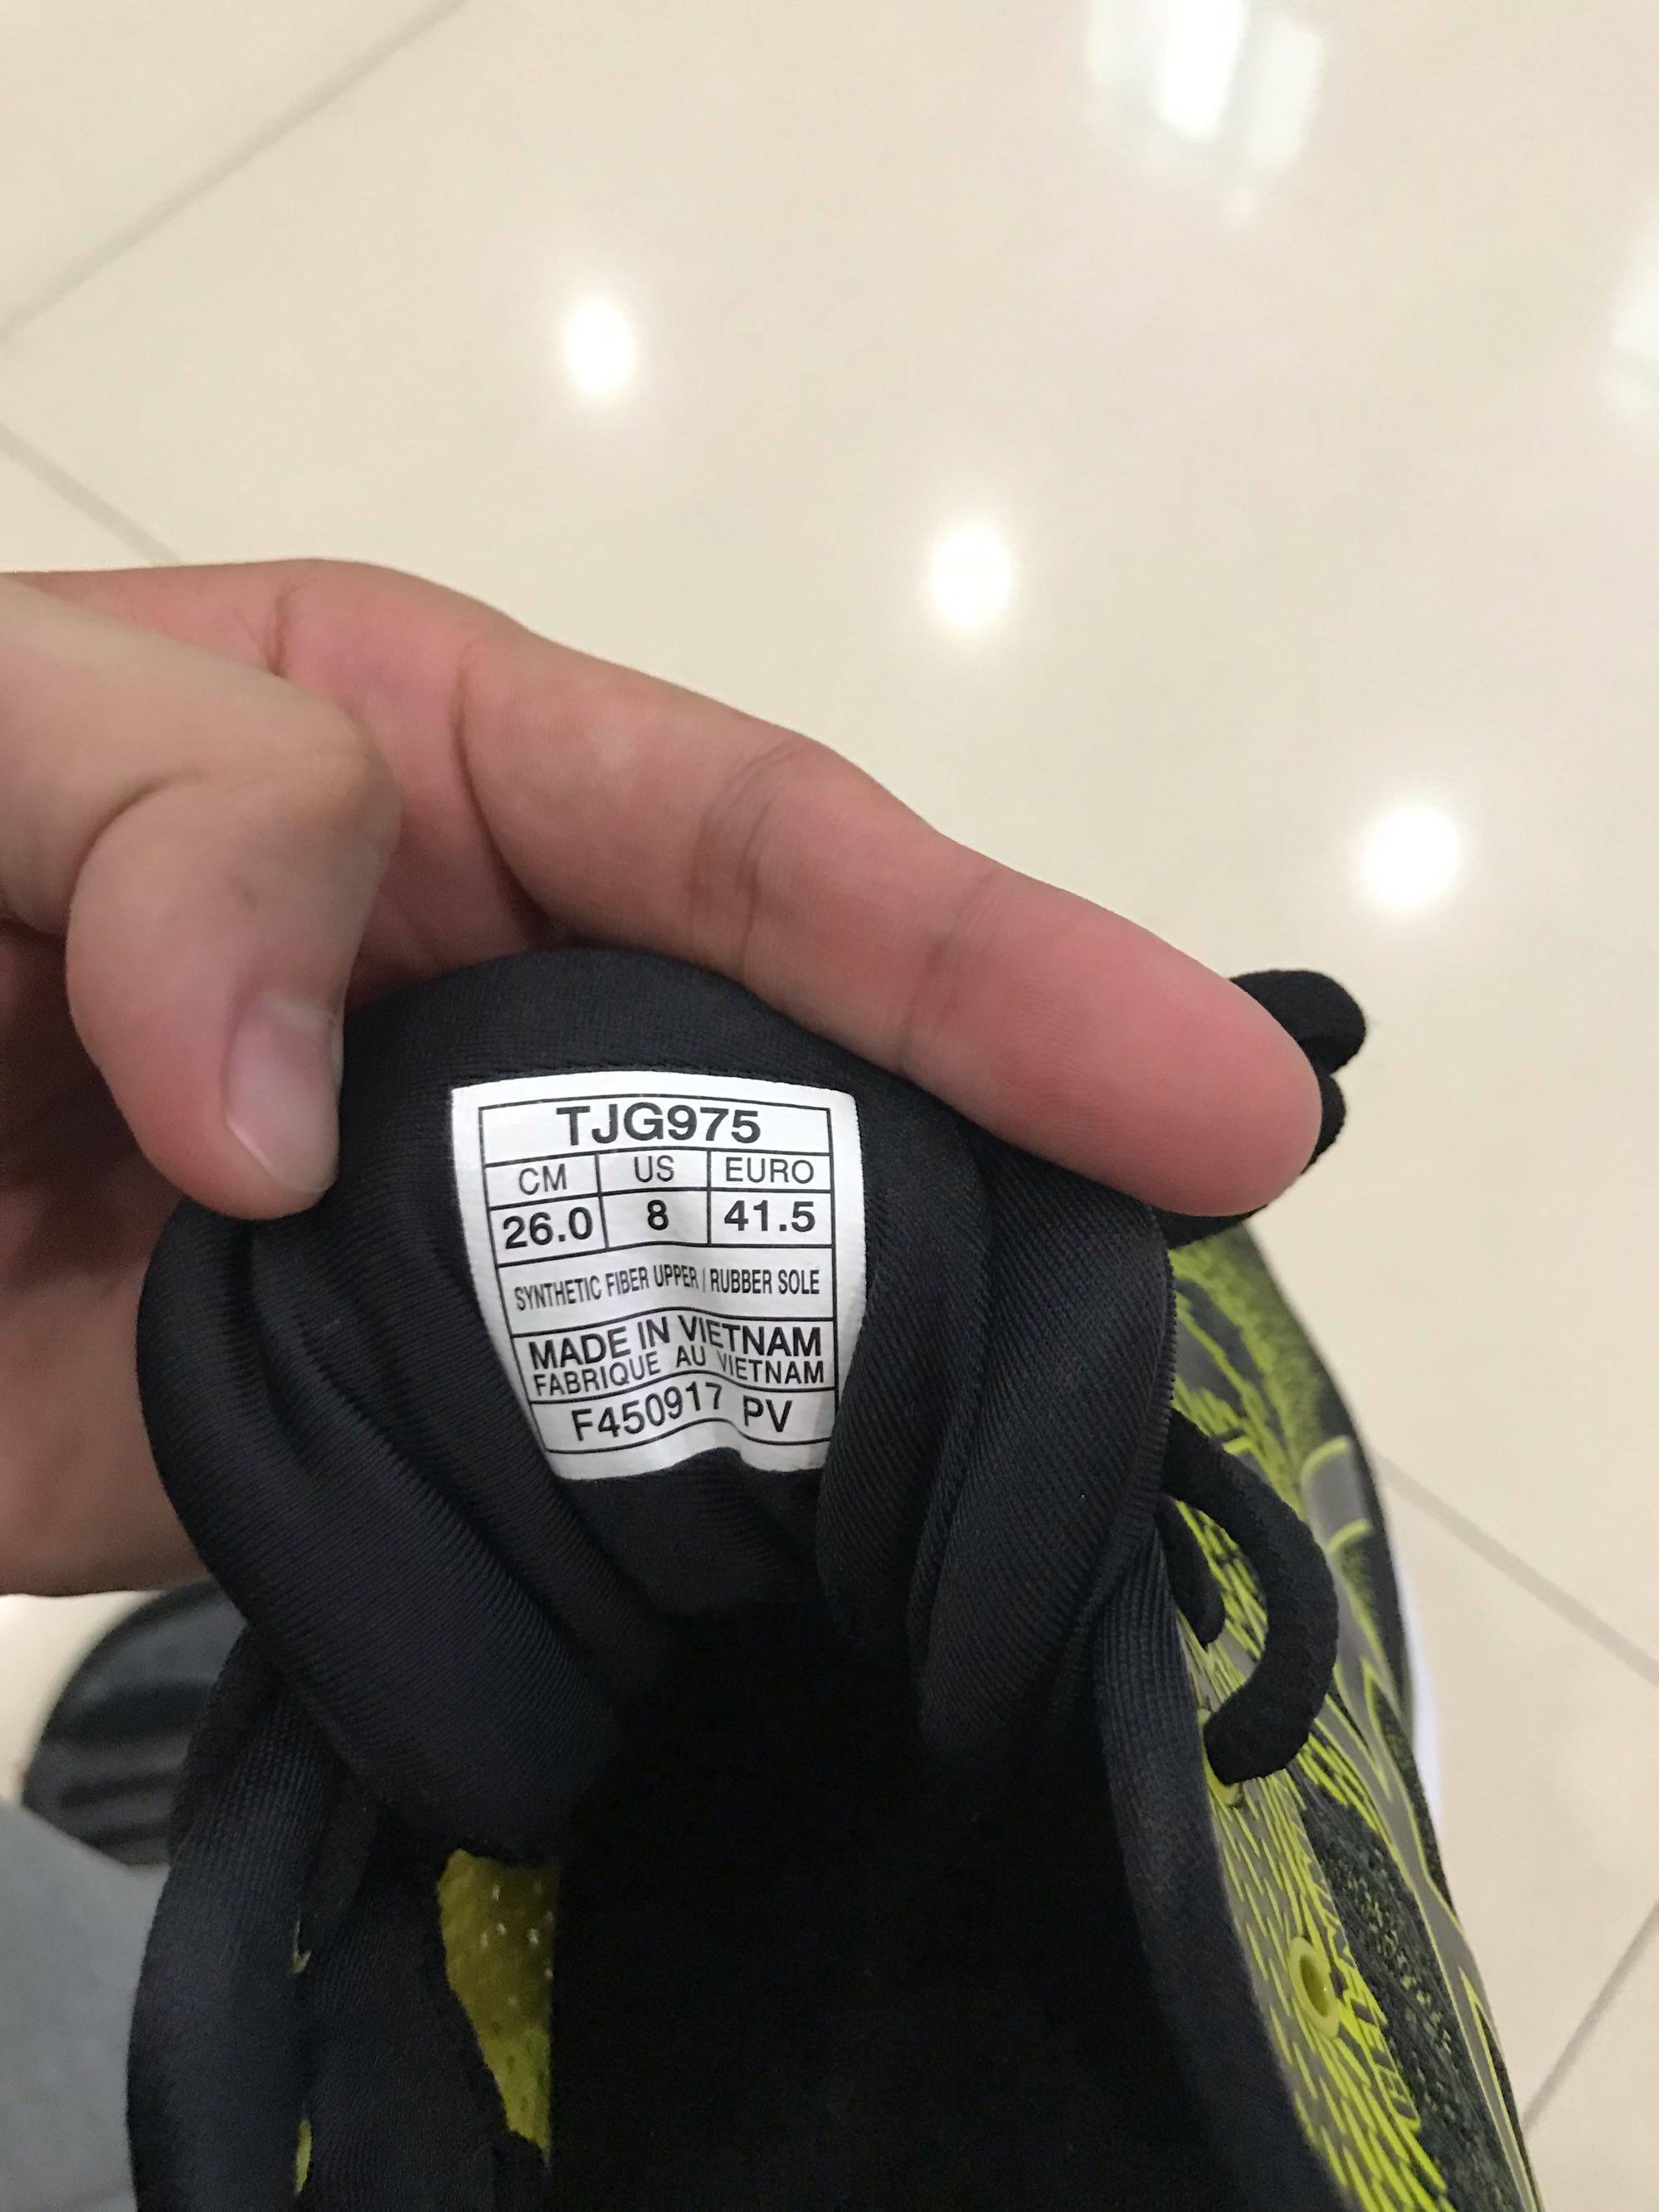 TJG975
CM US EURO
26.0 8 41.5
SYNTHETIC FIBER UPPER / RUBBER SOLE
MADE IN VIETNAM
FABRIQUE AU VIETNAM
F450917 PV